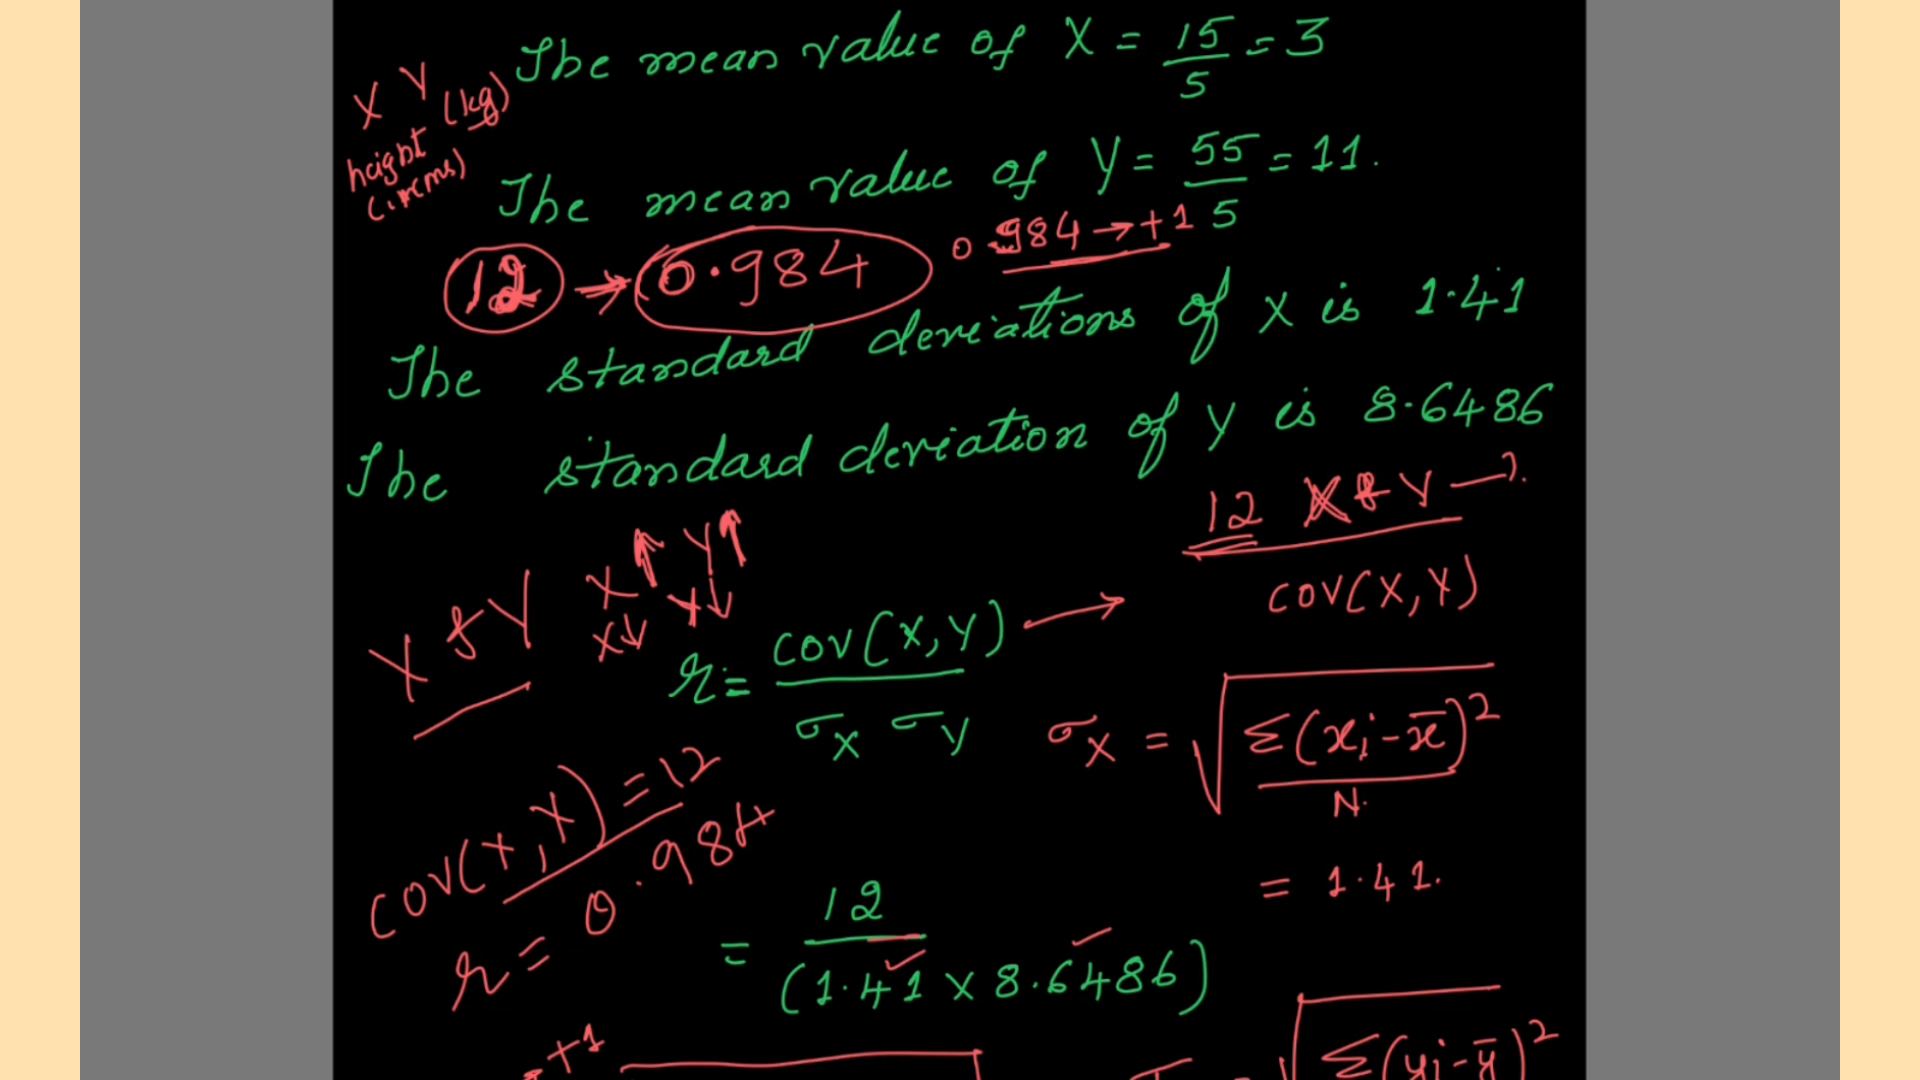 The mean value of X = 15/5 = 3
X Y (kg)
height
(in cms)
The mean value of Y = 55/5 = 11.
12 → 0.984
0.984 → +1
The standard deviations of X is 1.41
The standard deviation of Y is 8.6486
12 X & Y →
cov(X,Y)
X & Y
X↑ Y↑
X↓ Y↓
r = cov(X,Y) / σx σy →
σx = √Σ(xi - x̄)² / N.
= 1.41.
cov(X,Y) = 12
r = 0.984
= 12 / (1.41 x 8.6486)
+1
Σ(yi - ȳ)²